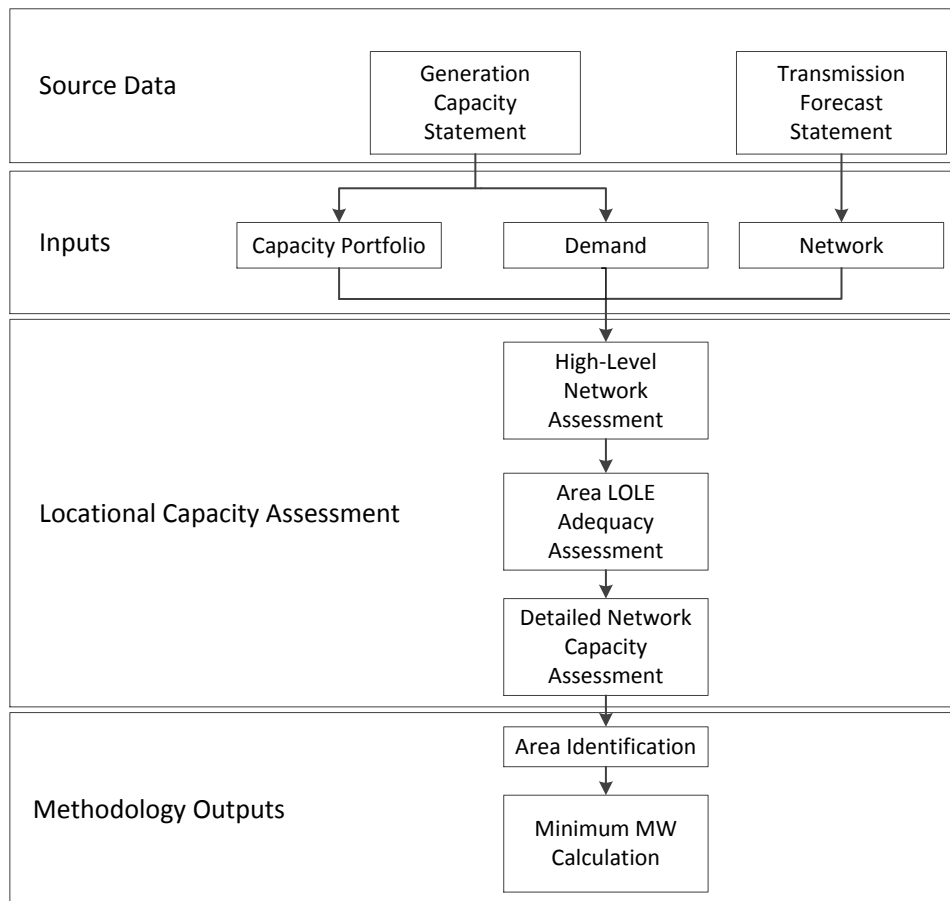 Source Data
Generation
Capacity
Statement
Transmission
Forecast
Statement
Inputs
Capacity Portfolio
Demand
Network
Locational Capacity Assessment
High-Level
Network
Assessment
Area LOLE
Adequacy
Assessment
Detailed Network
Capacity
Assessment
Methodology Outputs
Area Identification
Minimum MW
Calculation